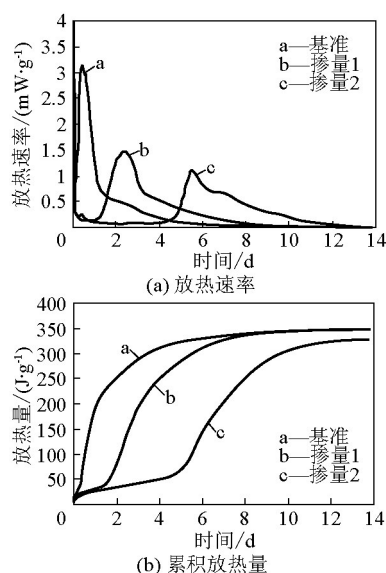 4
3.5
3
2.5
2
1.5
1
0.5
0 2 4 6 8 10 12 14
放热速率/(mW·g⁻¹)
a
b
c
a—基准
b—掺量1
c—掺量2
时间/d
(a) 放热速率
400
350
300
250
200
150
100
50
0 2 4 6 8 10 12 14
放热量/(J·g⁻¹)
a
b
c
a—基准
b—掺量1
c—掺量2
时间/d
(b) 累积放热量